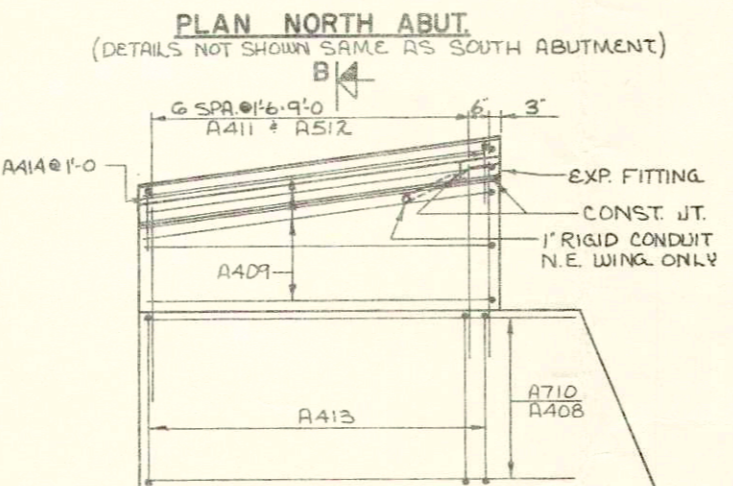 PLAN NORTH ABUT.
(DETAILS NOT SHOWN SAME AS SOUTH ABUTMENT)
B
6 SPA.@1'-6=9'-0
6"
3"
A411 & A512
A414@1'-0
EXP. FITTING
CONST. JT.
1" RIGID CONDUIT
N.E. WING ONLY
A409
A710
A408
A413